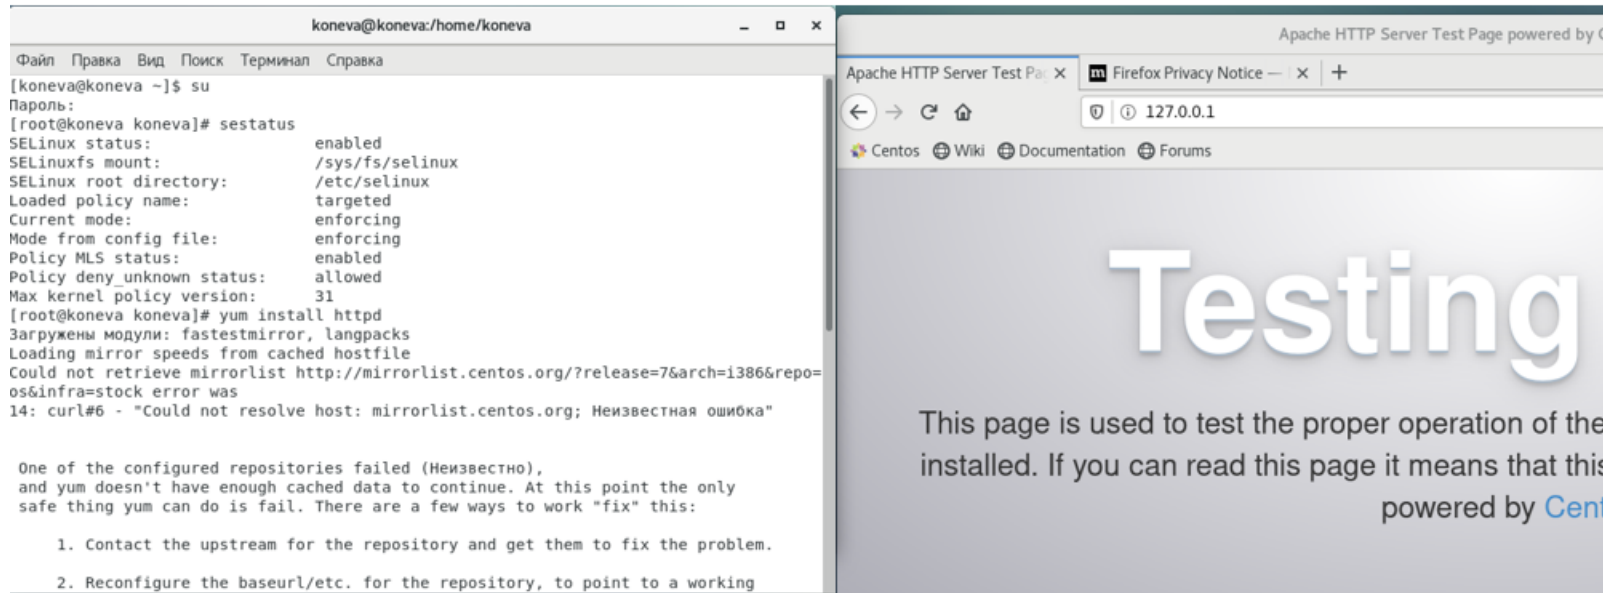 koneva@koneva:/home/koneva
Файл Правка Вид Поиск Терминал Справка
[koneva@koneva ~]$ su
Пароль:
[root@koneva koneva]# sestatus
SELinux status: enabled
SELinuxfs mount: /sys/fs/selinux
SELinux root directory: /etc/selinux
Loaded policy name: targeted
Current mode: enforcing
Mode from config file: enforcing
Policy MLS status: enabled
Policy deny_unknown status: allowed
Max kernel policy version: 31
[root@koneva koneva]# yum install httpd
Загружены модули: fastestmirror, langpacks
Loading mirror speeds from cached hostfile
Could not retrieve mirrorlist http://mirrorlist.centos.org/?release=7&arch=i386&repo=
os&infra=stock error was
14: curl#6 - "Could not resolve host: mirrorlist.centos.org; Неизвестная ошибка"
One of the configured repositories failed (Неизвестно),
and yum doesn't have enough cached data to continue. At this point the only
safe thing yum can do is fail. There are a few ways to work "fix" this:
1. Contact the upstream for the repository and get them to fix the problem.
2. Reconfigure the baseurl/etc. for the repository, to point to a working
Apache HTTP Server Test Page powered by
Apache HTTP Server Test Pa
m Firefox Privacy Notice —
127.0.0.1
Centos Wiki Documentation Forums
Testing
This page is used to test the proper operation of the
installed. If you can read this page it means that this
powered by Cent